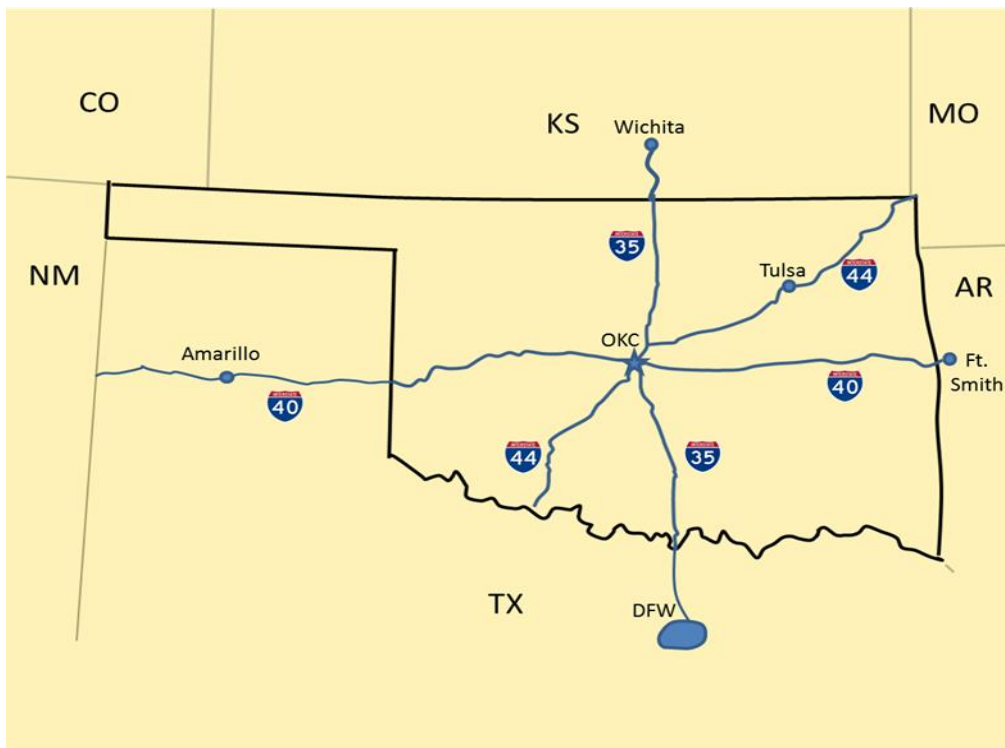 CO
KS
Wichita
MO
35
NM
Tulsa
44
AR
OKC
Amarillo
Ft.
Smith
40
40
44
35
TX
DFW